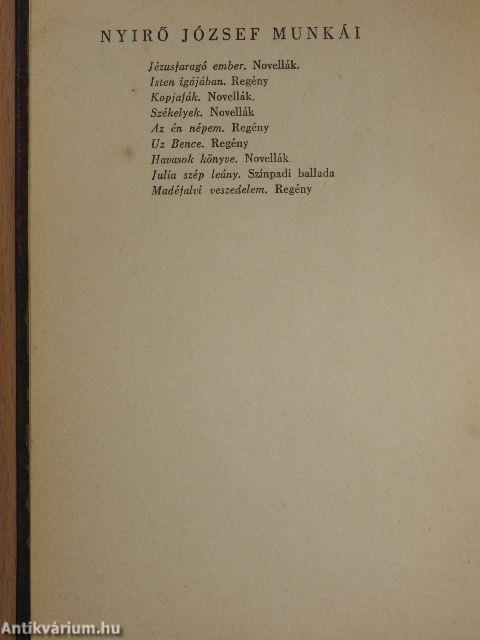 NYIRŐ JÓZSEF MUNKÁI
Jézusfaragó ember. Novellák.
Isten igájában. Regény
Kopjafák. Novellák.
Székelyek. Novellák
Az én népem. Regény
Uz Bence. Regény
Havasok könyve. Novellák
Julia szép leány. Színpadi ballada
Madéfalvi veszedelem. Regény
Antikvárium.hu